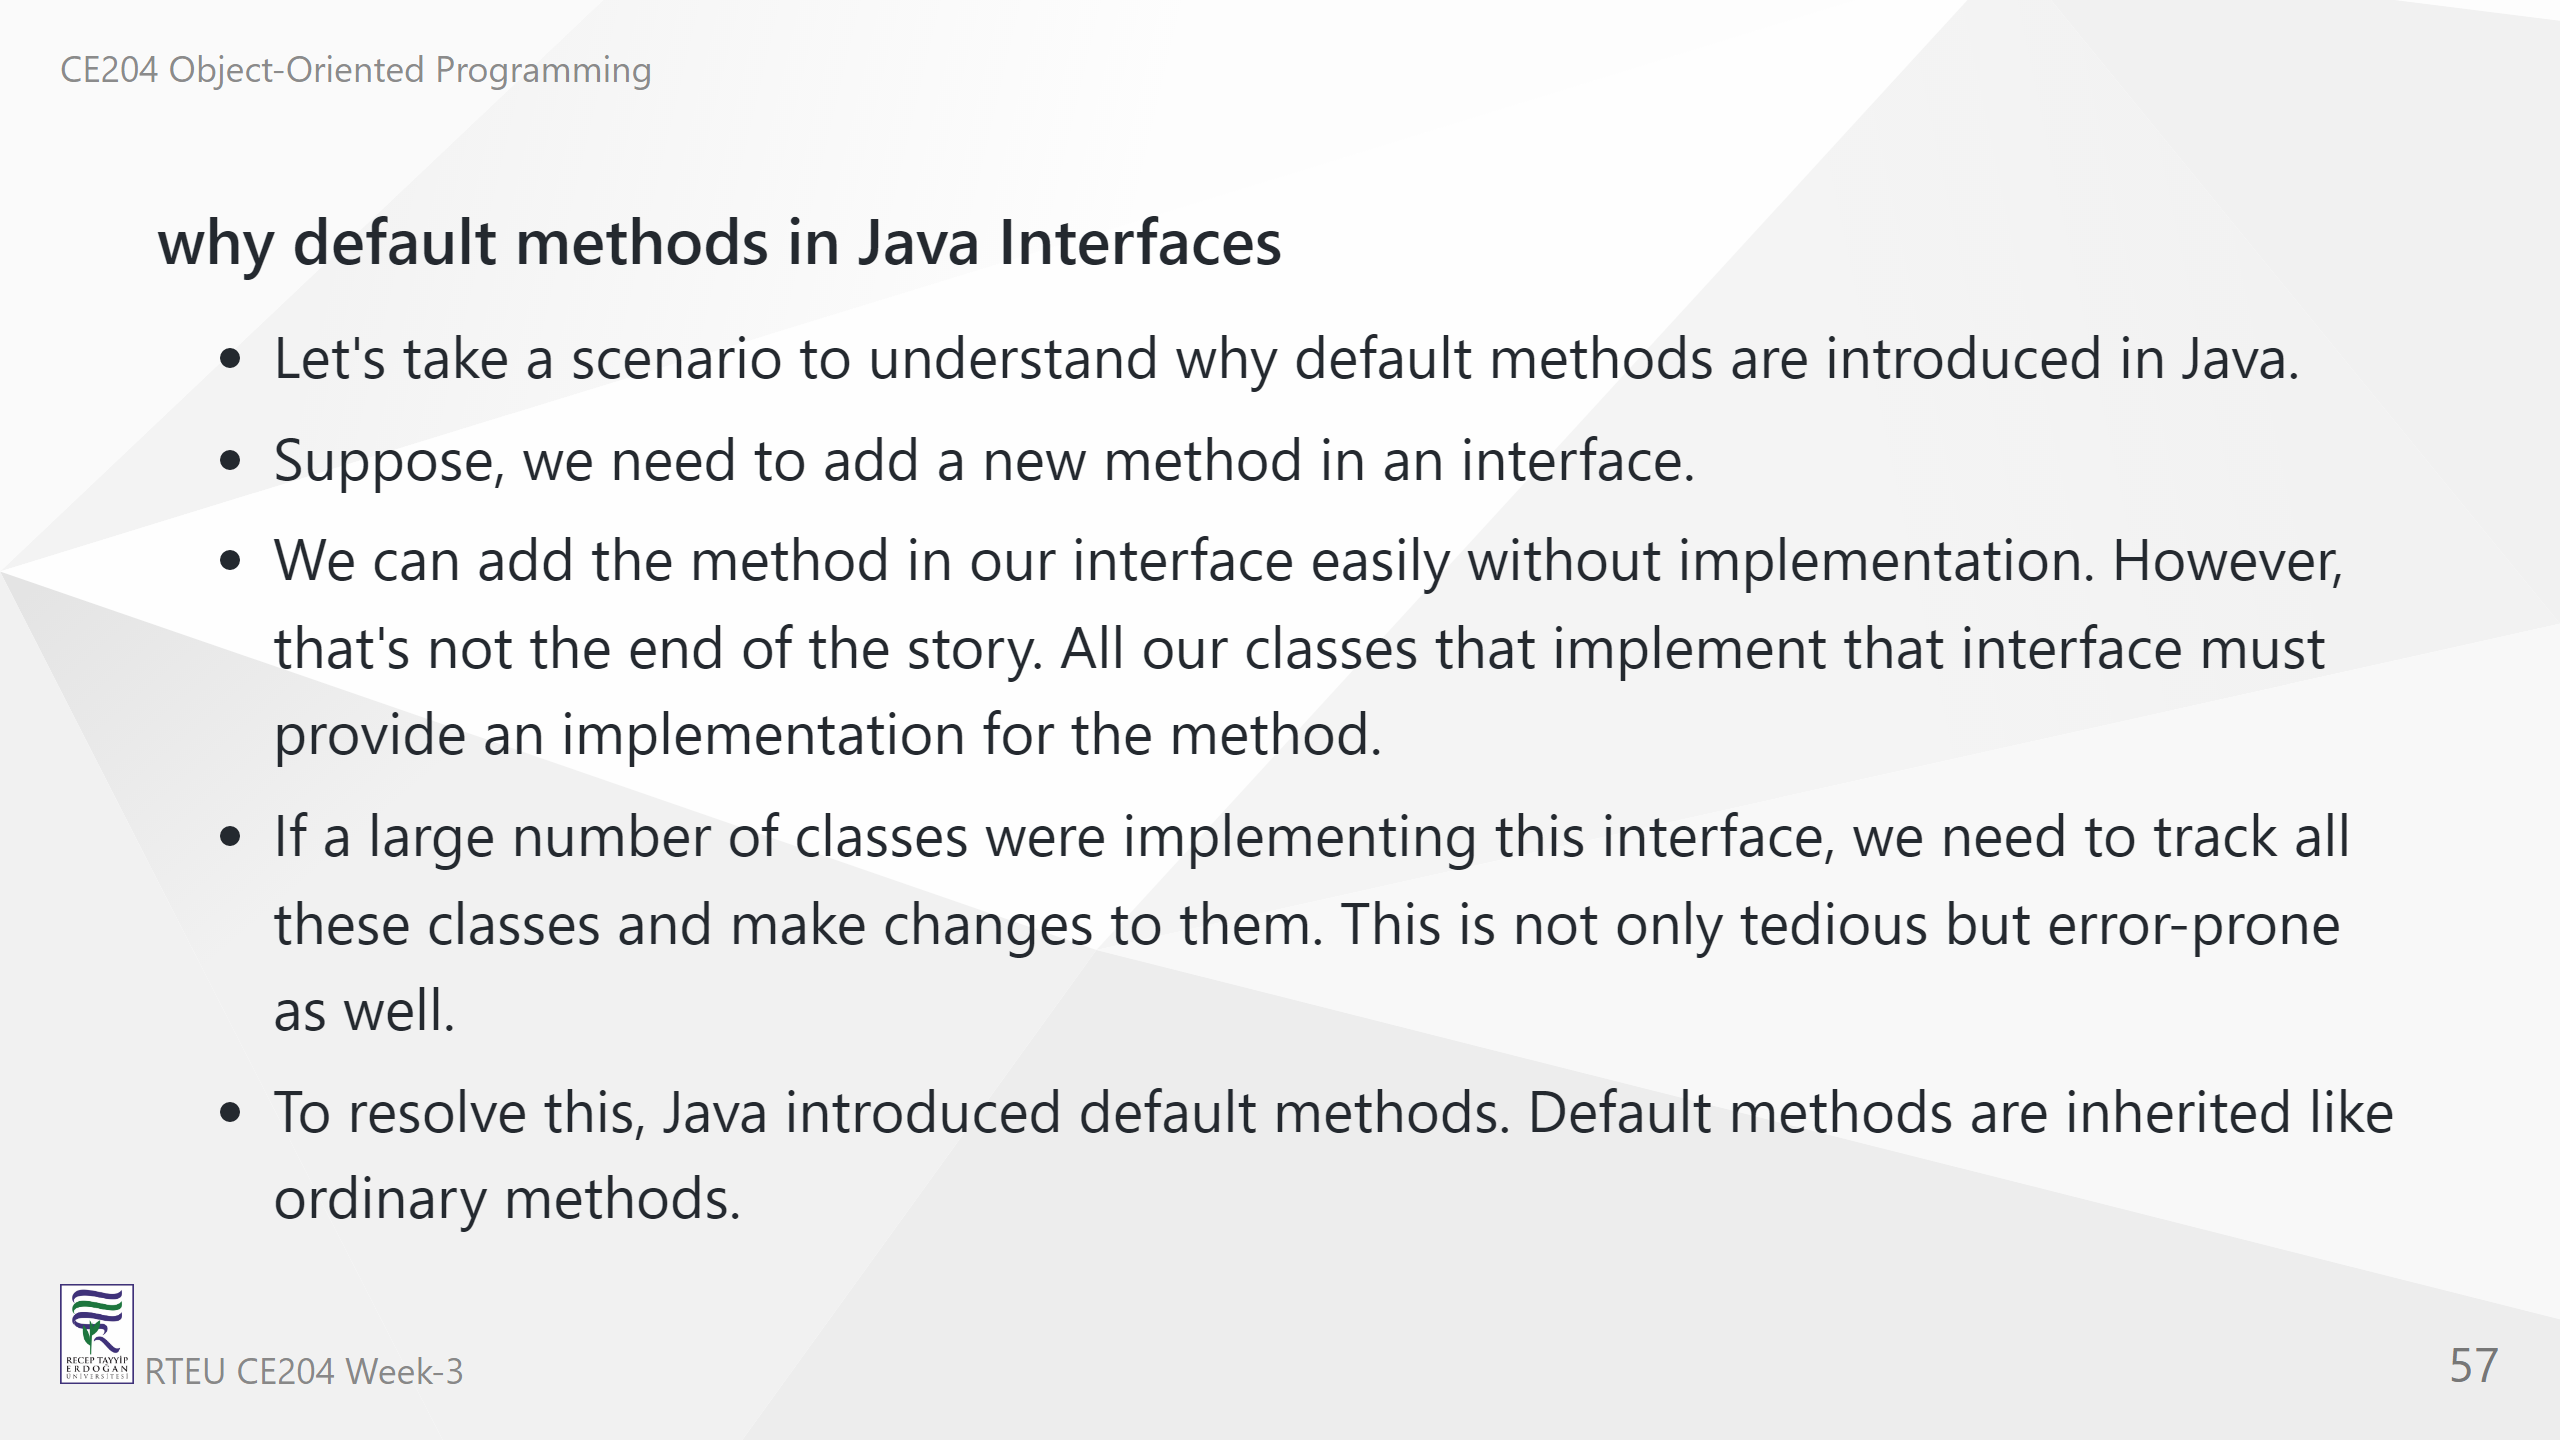 CE204 Object-Oriented Programming
why default methods in Java Interfaces
• Let's take a scenario to understand why default methods are introduced in Java.
• Suppose, we need to add a new method in an interface.
• We can add the method in our interface easily without implementation. However,
that's not the end of the story. All our classes that implement that interface must
provide an implementation for the method.
• If a large number of classes were implementing this interface, we need to track all
these classes and make changes to them. This is not only tedious but error-prone
as well.
• To resolve this, Java introduced default methods. Default methods are inherited like
ordinary methods.
RECEP TAYYİP
ERDOĞAN
ÜNİVERSİTESİ
RTEU CE204 Week-3
57